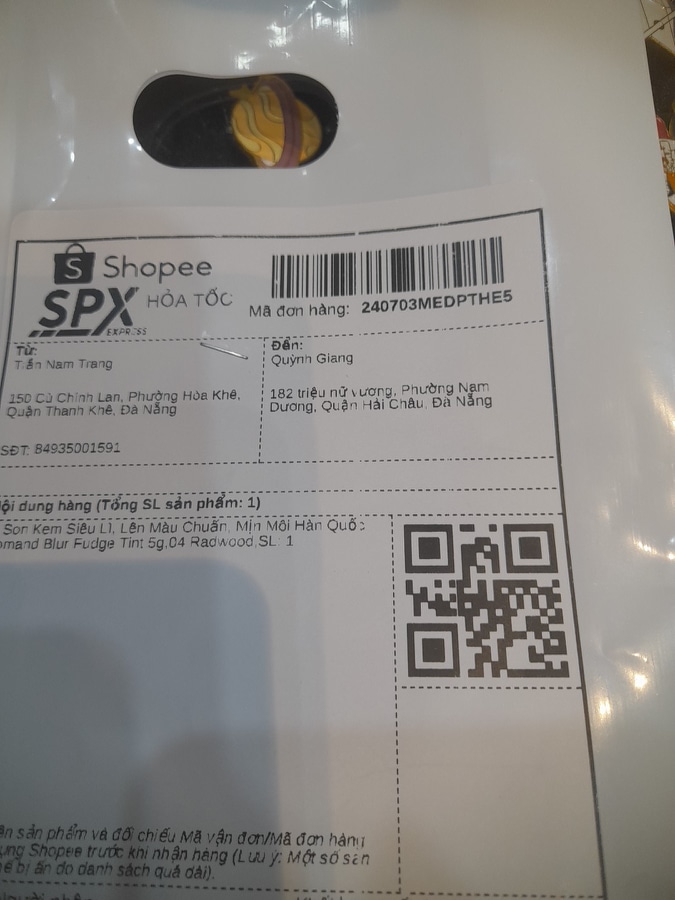 S Shopee
SPX EXPRESS HỎA TỐC
Mã đơn hàng: 240703MEDPTHE5
Từ:
Trần Nam Trang
150 Cù Chính Lan, Phường Hòa Khê,
Quận Thanh Khê, Đà Nẵng
SĐT: 84935001591
Đến:
Quỳnh Giang
182 triệu nữ vương, Phường Nam
Dương, Quận Hải Châu, Đà Nẵng
ội dung hàng (Tổng SL sản phẩm: 1)
Son Kem Siêu Lì, Lên Màu Chuẩn, Mịn Môi Hàn Quốc
omand Blur Fudge Tint 5g,04 Radwood,SL: 1
ên sản phẩm và đối chiếu Mã vận đơn/Mã đơn hàng
ụng Shopee trước khi nhận hàng (Lưu ý: Một số sản
hể bị ẩn do danh sách quá dài).